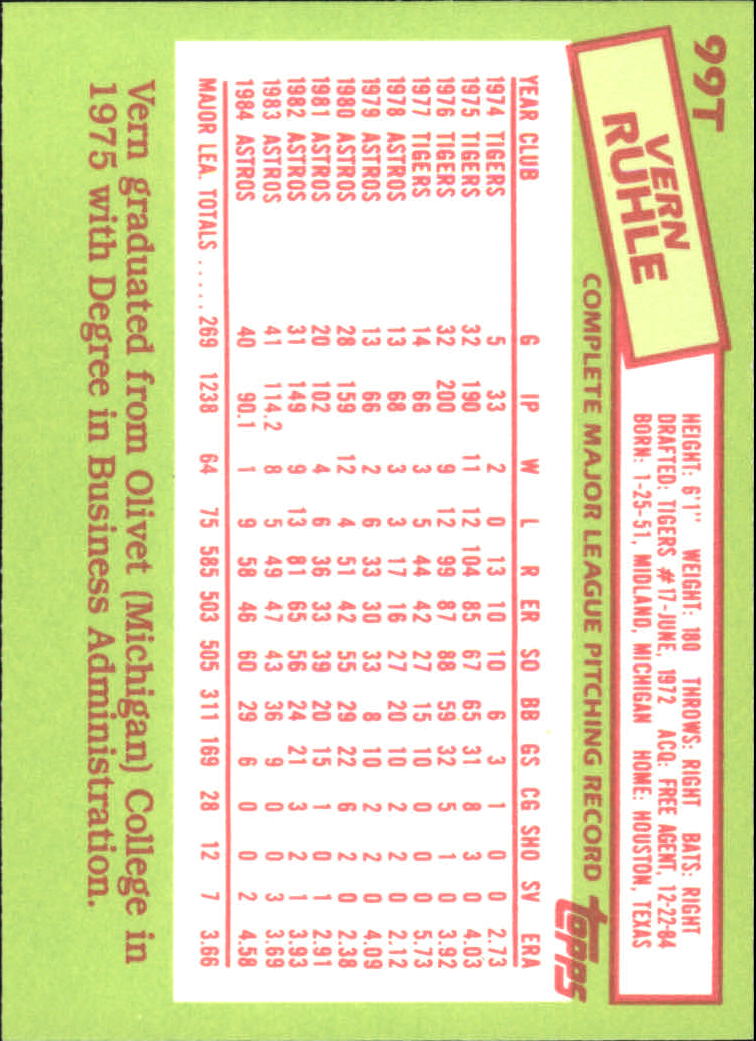 99T
VERN
RUHLE
HEIGHT: 6'1" WEIGHT: 180 THROWS: RIGHT BATS: RIGHT
DRAFTED: TIGERS #17-JUNE, 1972 ACQ: FREE AGENT, 12-22-84
BORN: 1-25-51, MIDLAND, MICHIGAN HOME: HOUSTON, TEXAS
COMPLETE MAJOR LEAGUE PITCHING RECORD topps
YEAR CLUB G IP W L R ER SO BB GS CG SHO SV ERA
1974 TIGERS 5 33 2 0 13 10 10 6 3 1 0 0 2.73
1975 TIGERS 32 190 11 12 104 85 67 65 31 8 3 0 4.03
1976 TIGERS 32 200 9 12 99 87 88 59 32 5 1 0 3.92
1977 TIGERS 14 66 3 5 44 42 27 15 10 0 0 0 5.73
1978 ASTROS 13 68 3 3 17 16 27 20 10 2 2 0 2.12
1979 ASTROS 13 66 2 6 33 30 33 8 10 2 2 0 4.09
1980 ASTROS 28 159 12 4 51 42 55 29 22 6 2 0 2.38
1981 ASTROS 20 102 4 6 36 33 39 20 15 1 0 1 2.91
1982 ASTROS 31 149 9 13 81 65 56 24 21 3 2 1 3.93
1983 ASTROS 41 114.2 8 5 49 47 43 36 9 0 0 3 3.69
1984 ASTROS 40 90.1 1 9 58 46 60 29 6 0 0 2 4.58
MAJOR LEA. TOTALS ..... 269 1238 64 75 585 503 505 311 169 28 12 7 3.66
Vern graduated from Olivet (Michigan) College in
1975 with Degree in Business Administration.